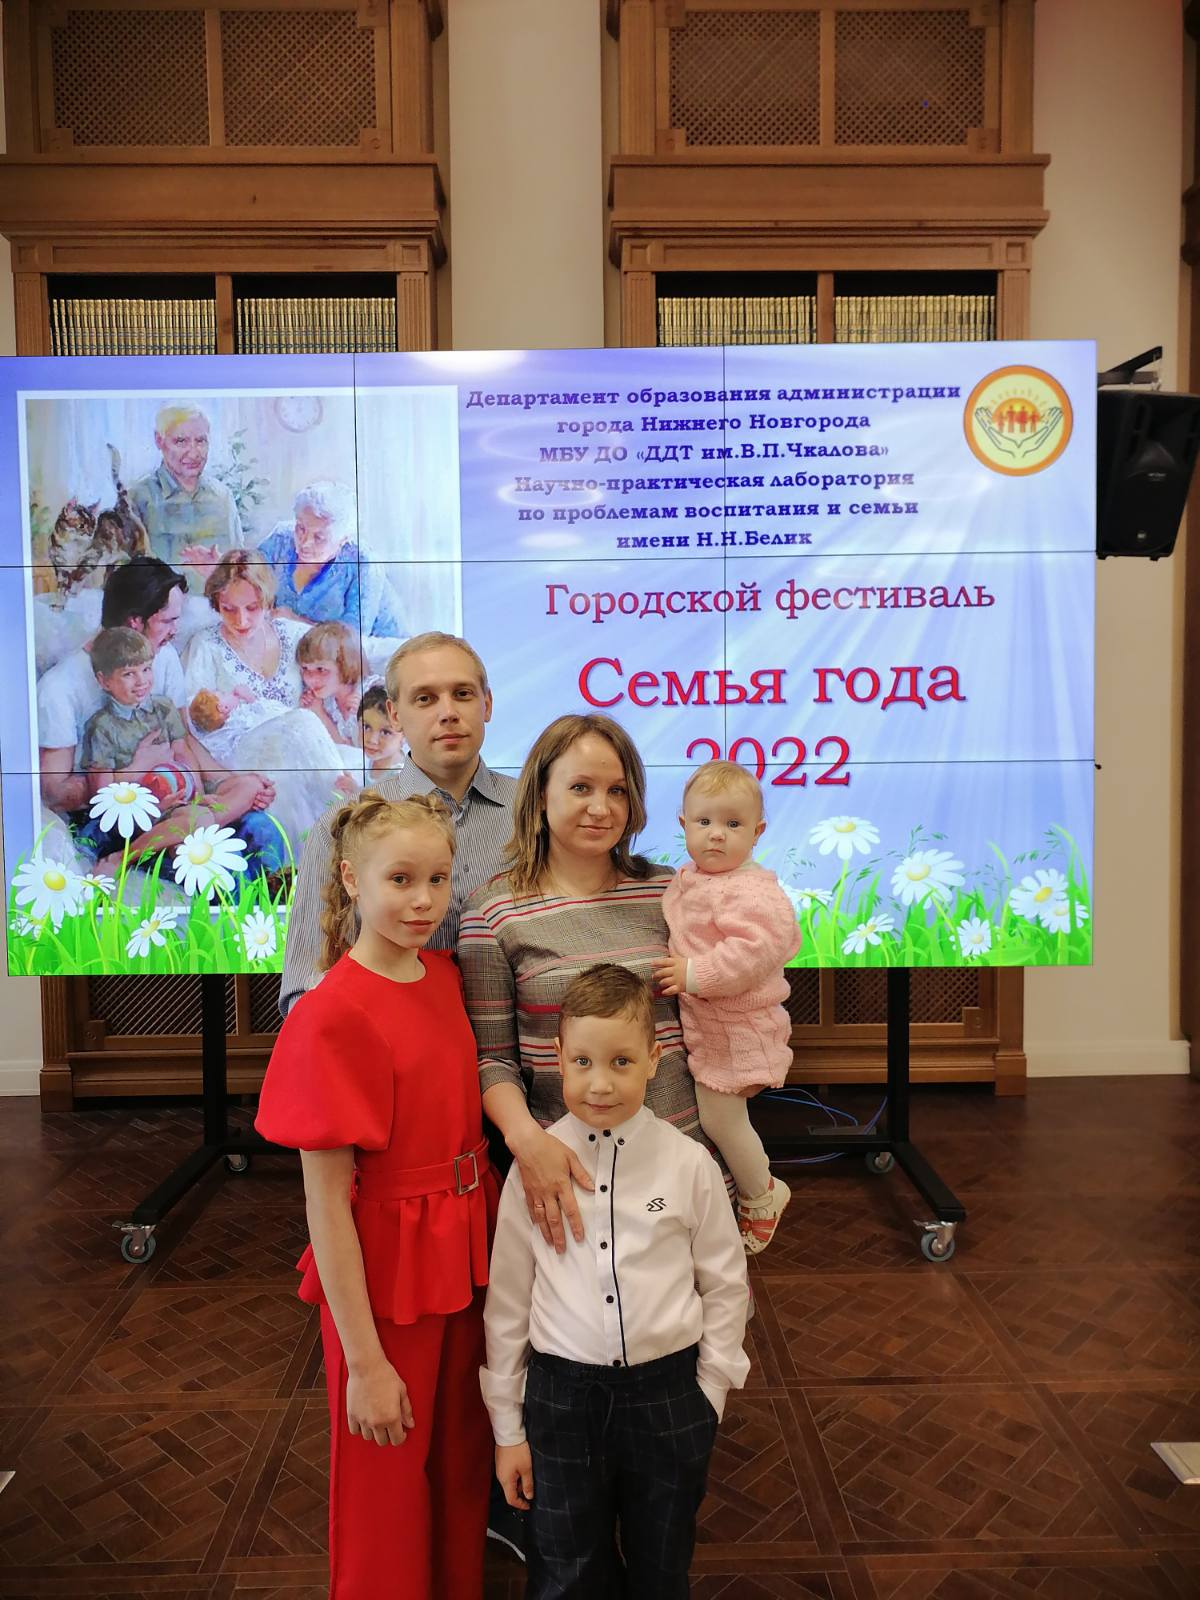 Департамент образования администрации
города Нижнего Новгорода
МБУ ДО «ДДТ им.В.П.Чкалова»
Научно-практическая лаборатория
по проблемам воспитания и семьи
имени Н.Н.Белик
Городской фестиваль
Семья года
2022